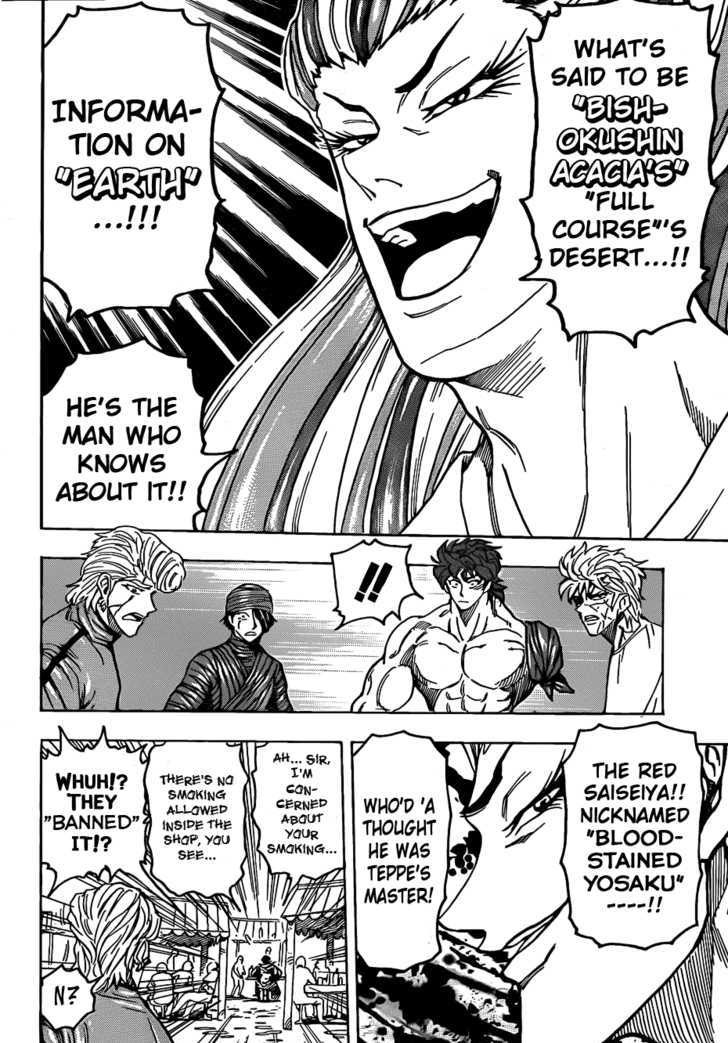 WHAT'S
SAID TO BE
"BISH-
OKUSHIN
ACACIA'S"
"FULL
COURSE"'S
DESERT...!!
INFORMA-
TION ON
"EARTH"
...!!!
HE'S THE
MAN WHO
KNOWS
ABOUT IT!!
!!
THE RED
SAISEIYA!!
NICKNAMED
"BLOOD-
STAINED
YOSAKU"
----!!
WHO'D 'A
THOUGHT
HE WAS
TEPPE'S
MASTER!
AH... SIR,
I'M
CON-
CERNED
ABOUT
YOUR
SMOKING...
THERE'S NO
SMOKING
ALLOWED
INSIDE THE
SHOP, YOU
SEE...
WHUH!?
THEY
"BANNED"
IT!?
N?